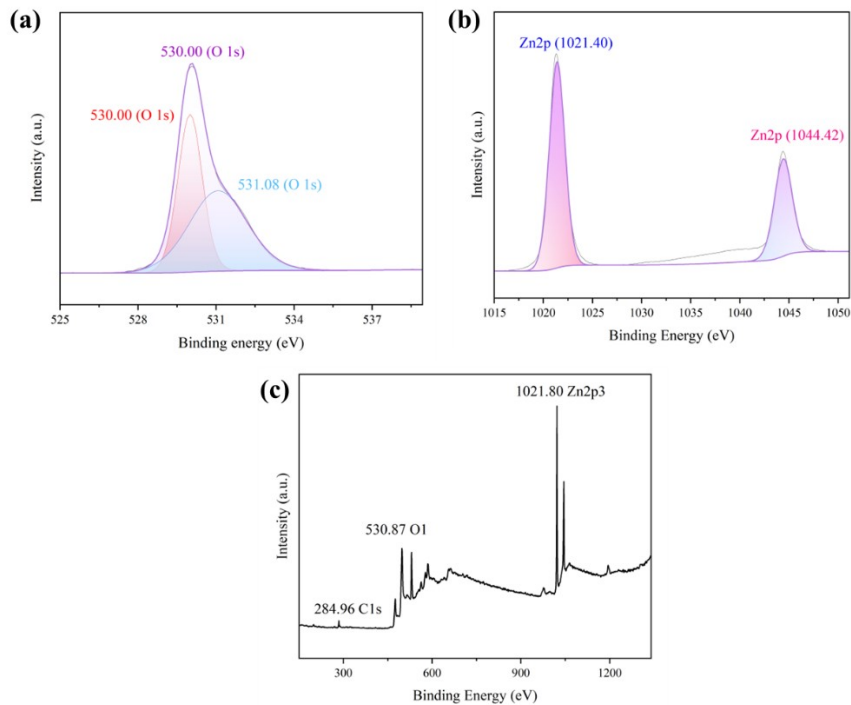 (a)
530.00 (O 1s)
530.00 (O 1s)
531.08 (O 1s)
Intensity (a.u.)
525 528 531 534 537
Binding energy (eV)
(b)
Zn2p (1021.40)
Zn2p (1044.42)
Intensity (a.u.)
1015 1020 1025 1030 1035 1040 1045 1050
Binding Energy (eV)
(c)
1021.80 Zn2p3
530.87 O1
284.96 C1s
Intensity (a.u.)
300 600 900 1200
Binding Energy (eV)